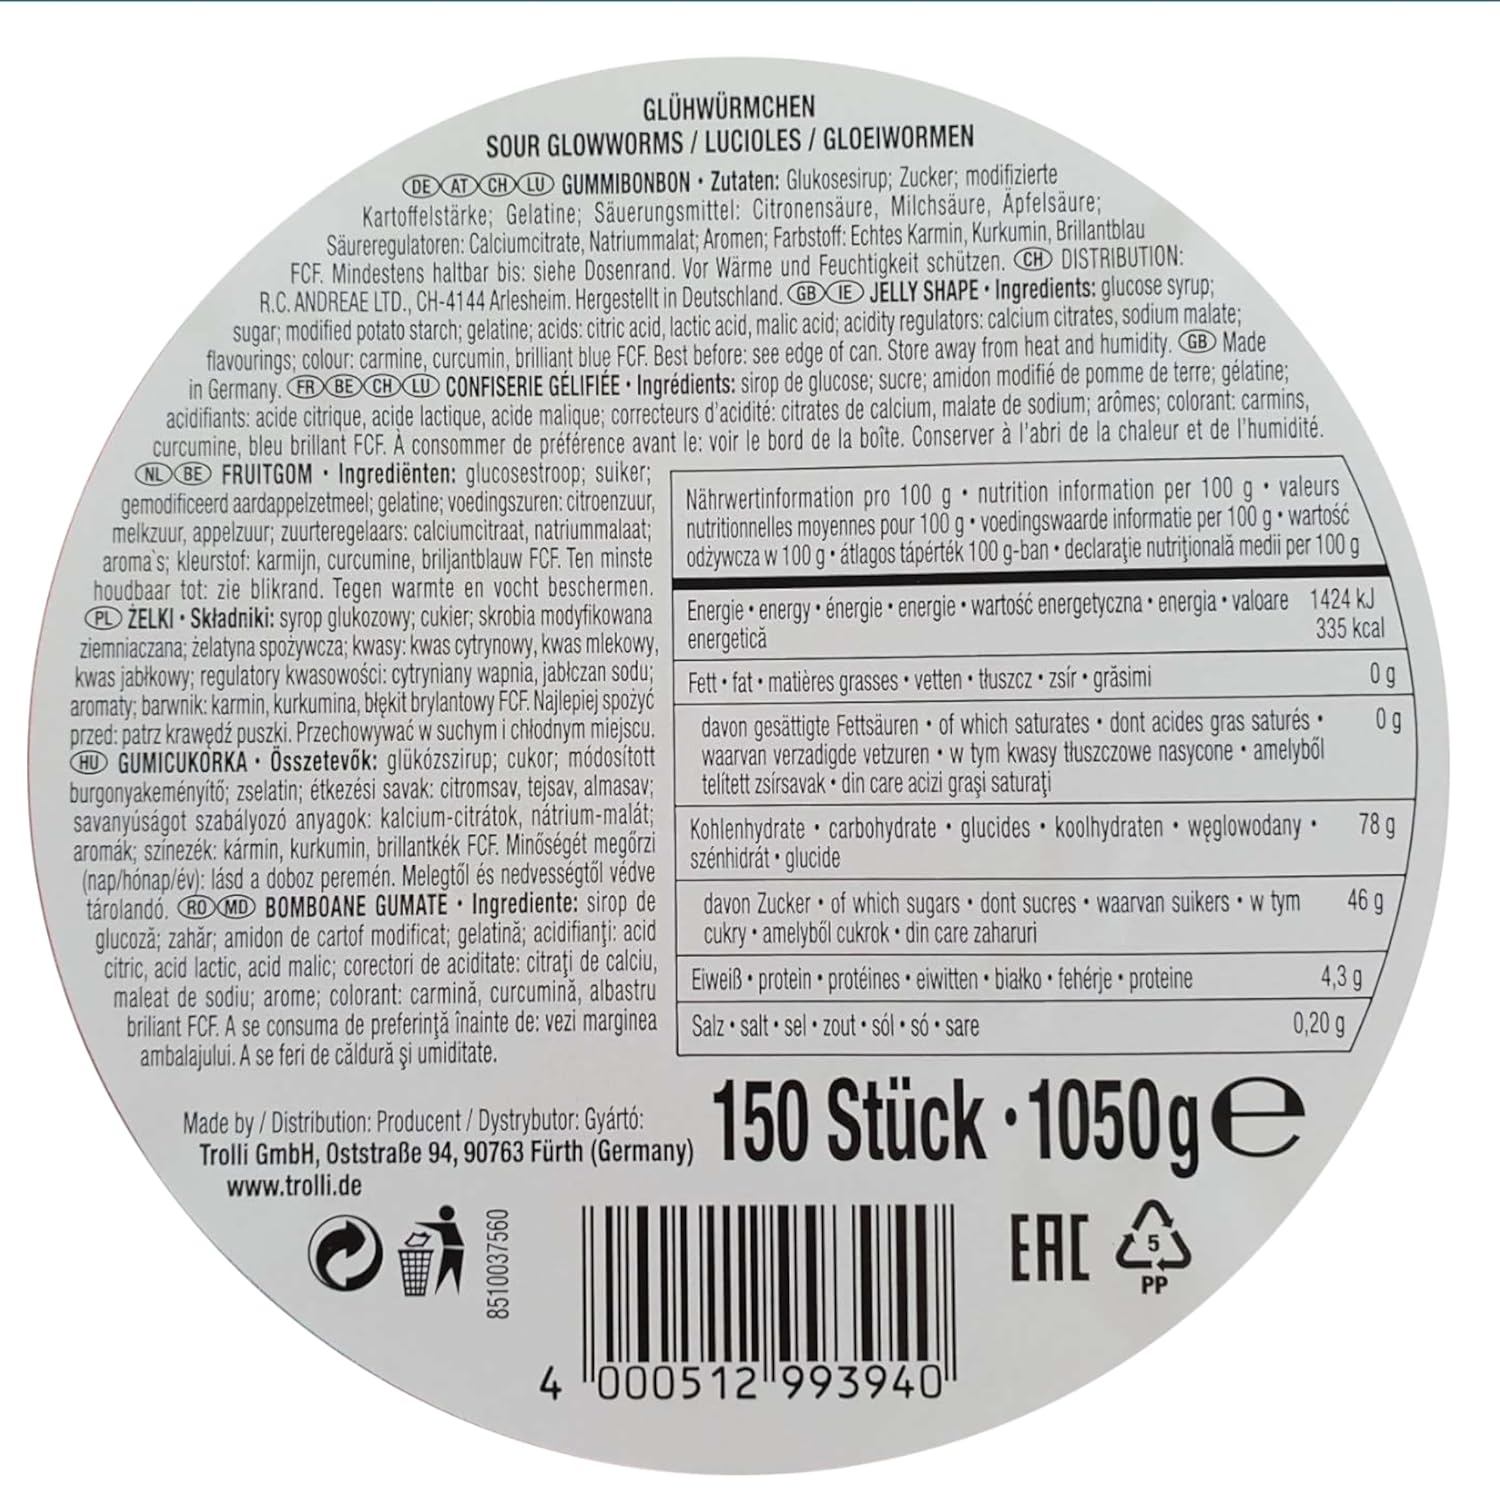 GLÜHWÜRMCHEN
SOUR GLOWWORMS / LUCIOLES / GLOEIWORMEN
DE AT CH LU GUMMIBONBON • Zutaten: Glukosesirup; Zucker; modifizierte
Kartoffelstärke; Gelatine; Säuerungsmittel: Citronensäure, Milchsäure, Äpfelsäure;
Säureregulatoren: Calciumcitrate, Natriummalat; Aromen; Farbstoff: Echtes Karmin, Kurkumin, Brillantblau
FCF. Mindestens haltbar bis: siehe Dosenrand. Vor Wärme und Feuchtigkeit schützen. CH DISTRIBUTION:
R.C. ANDREAE LTD., CH-4144 Arlesheim. Hergestellt in Deutschland. GB IE JELLY SHAPE • Ingredients: glucose syrup;
sugar; modified potato starch; gelatine; acids: citric acid, lactic acid, malic acid; acidity regulators: calcium citrates, sodium malate;
flavourings; colour: carmine, curcumin, brilliant blue FCF. Best before: see edge of can. Store away from heat and humidity. GB Made
in Germany. FR BE CH LU CONFISERIE GÉLIFIÉE • Ingrédients: sirop de glucose; sucre; amidon modifié de pomme de terre; gélatine;
acidifiants: acide citrique, acide lactique, acide malique; correcteurs d'acidité: citrates de calcium, malate de sodium; arômes; colorant: carmins,
curcumine, bleu brillant FCF. À consommer de préférence avant le: voir le bord de la boîte. Conserver à l'abri de la chaleur et de l'humidité.
NL BE FRUITGOM • Ingrediënten: glucosestroop; suiker;
gemodificeerd aardappelzetmeel; gelatine; voedingszuren: citroenzuur,
melkzuur, appelzuur; zuurteregelaars: calciumcitraat, natriummalaat;
aroma`s; kleurstof: karmijn, curcumine, briljantblauw FCF. Ten minste
houdbaar tot: zie blikrand. Tegen warmte en vocht beschermen.
PL ŻELKI • Składniki: syrop glukozowy; cukier; skrobia modyfikowana
ziemniaczana; żelatyna spożywcza; kwasy: kwas cytrynowy, kwas mlekowy,
kwas jabłkowy; regulatory kwasowości: cytryniany wapnia, jabłczan sodu;
aromaty; barwnik: karmin, kurkumina, błękit brylantowy FCF. Najlepiej spożyć
przed: patrz krawędź puszki. Przechowywać w suchym i chłodnym miejscu.
HU GUMICUKORKA • Összetevők: glükózszirup; cukor; módosított
burgonyakeményítő; zselatin; étkezési savak: citromsav, tejsav, almasav;
savanyúságot szabályozó anyagok: kalcium-citrátok, nátrium-malát;
aromák; színezék: kármin, kurkumin, brillantkék FCF. Minőségét megőrzi
(nap/hónap/év): lásd a doboz peremén. Melegtől és nedvességtől védve
tárolandó. RO MD BOMBOANE GUMATE • Ingrediente: sirop de
glucoză; zahăr; amidon de cartof modificat; gelatină; acidifianţi: acid
citric, acid lactic, acid malic; corectori de aciditate: citraţi de calciu,
maleat de sodiu; arome; colorant: carmină, curcumină, albastru
briliant FCF. A se consuma de preferinţă înainte de: vezi marginea
ambalajului. A se feri de căldură şi umiditate.
Nährwertinformation pro 100 g • nutrition information per 100 g • valeurs
nutritionnelles moyennes pour 100 g • voedingswaarde informatie per 100 g • wartość
odżywcza w 100 g • átlagos tápérték 100 g-ban • declaraţie nutriţională medii per 100 g
Energie • energy • énergie • energie • wartość energetyczna • energia • valoare 1424 kJ
energetică 335 kcal
Fett • fat • matières grasses • vetten • tłuszcz • zsír • grăsimi 0 g
davon gesättigte Fettsäuren • of which saturates • dont acides gras saturés • 0 g
waarvan verzadigde vetzuren • w tym kwasy tłuszczowe nasycone • amelyből
telített zsírsavak • din care acizi graşi saturaţi
Kohlenhydrate • carbohydrate • glucides • koolhydraten • węglowodany • 78 g
szénhidrát • glucide
davon Zucker • of which sugars • dont sucres • waarvan suikers • w tym 46 g
cukry • amelyből cukrok • din care zaharuri
Eiweiß • protein • protéines • eiwitten • białko • fehérje • proteine 4,3 g
Salz • salt • sel • zout • sól • só • sare 0,20 g
150 Stück • 1050 g e
Made by / Distribution: Producent / Dystrybutor: Gyártó:
Trolli GmbH, Oststraße 94, 90763 Fürth (Germany)
www.trolli.de
8510037560
4 000512 993940
EAC
5
PP